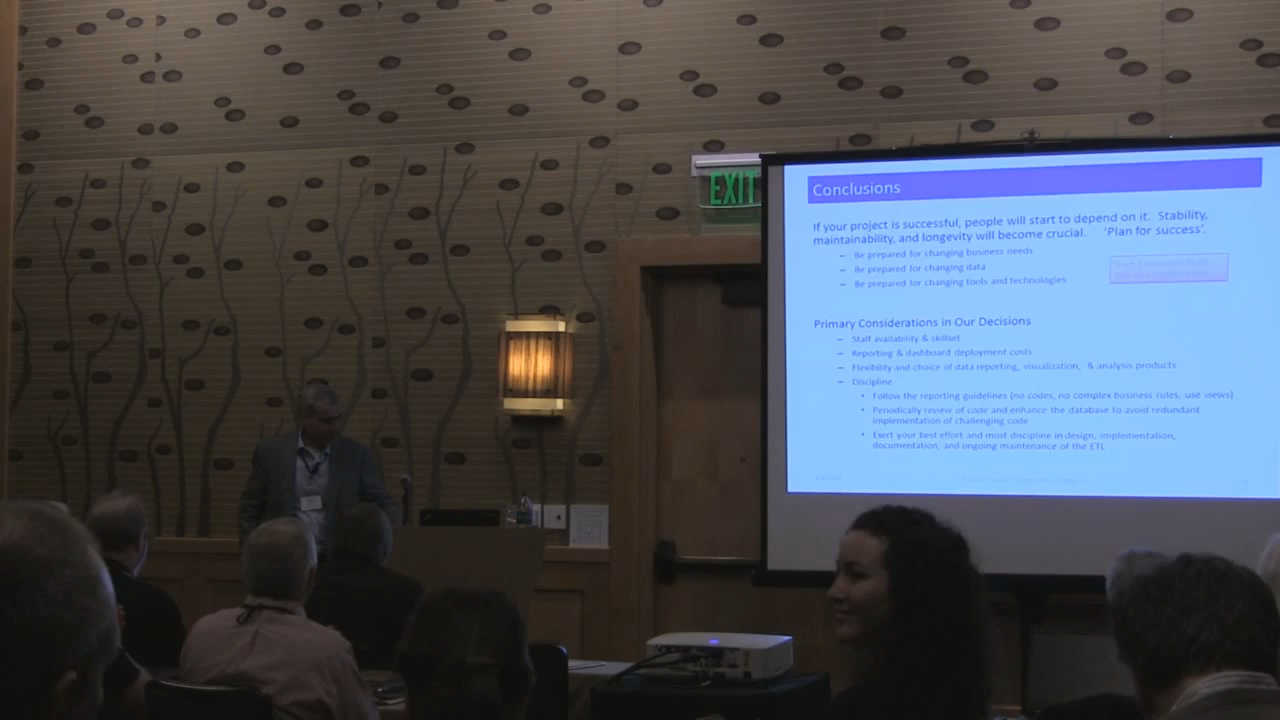 EXIT
Conclusions
If your project is successful, people will start to depend on it. Stability,
maintainability, and longevity will become crucial. 'Plan for success'.
– Be prepared for changing business needs
– Be prepared for changing data
– Be prepared for changing tools and technologies
Primary Considerations in Our Decisions
– Staff availability & skillset
– Reporting & dashboard deployment costs
– Flexibility and choice of data reporting, visualization, & analysis products
– Discipline
• Follow the reporting guidelines (no codes, no complex business rules, use views)
• Periodically review of code and enhance the database to avoid redundant
implementation of challenging code
• Exert your best effort and most discipline in design, implementation,
documentation, and ongoing maintenance of the ETL